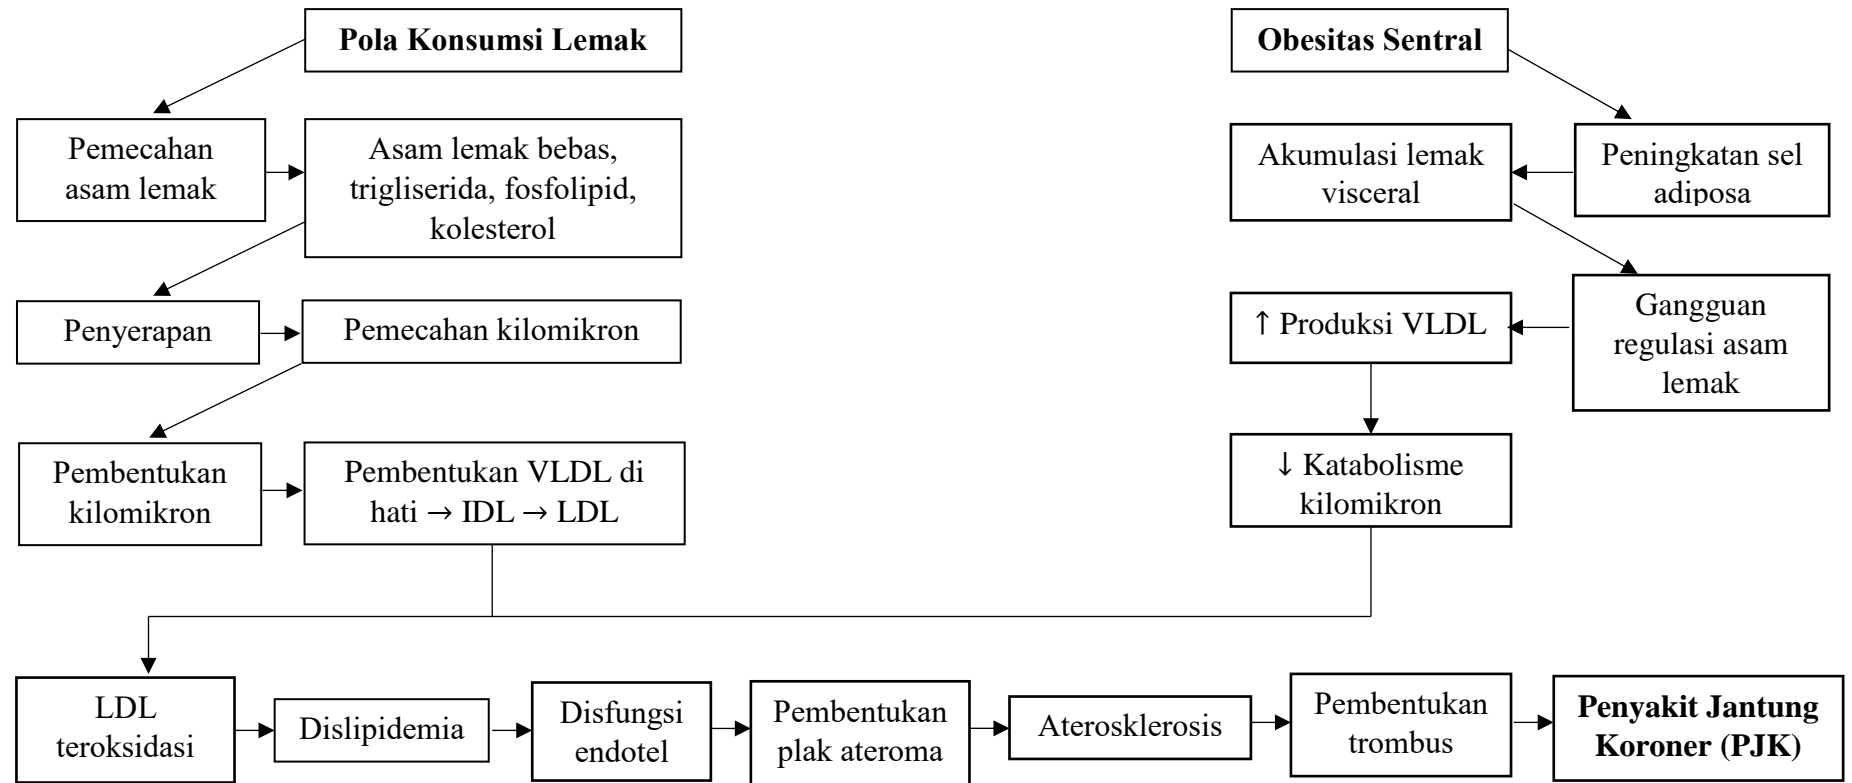 Pola Konsumsi Lemak
Obesitas Sentral
Pemecahan
asam lemak
Asam lemak bebas,
trigliserida, fosfolipid,
kolesterol
Akumulasi lemak
visceral
Peningkatan sel
adiposa
Penyerapan
Pemecahan kilomikron
↑ Produksi VLDL
Gangguan
regulasi asam
lemak
Pembentukan
kilomikron
Pembentukan VLDL di
hati → IDL → LDL
↓ Katabolisme
kilomikron
LDL
teroksidasi
Dislipidemia
Disfungsi
endotel
Pembentukan
plak ateroma
Aterosklerosis
Pembentukan
trombus
Penyakit Jantung
Koroner (PJK)